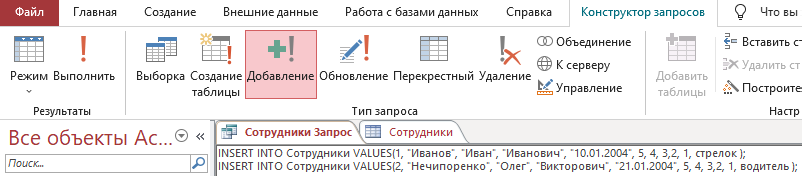 Файл Главная Создание Внешние данные Работа с базами данных Справка Конструктор запросов Что вы
Режим Выполнить Выборка Создание таблицы Добавление Обновление Перекрестный Удаление Объединение К серверу Управление Добавить таблицы Вставить ст Удалить ст Построите
Результаты Тип запроса Настр
Все объекты Ac...
Поиск...
Сотрудники Запрос Сотрудники
INSERT INTO Сотрудники VALUES(1, "Иванов", "Иван", "Иванович", "10.01.2004", 5, 4, 3,2, 1, стрелок );
INSERT INTO Сотрудники VALUES(2, "Нечипоренко", "Олег", "Викторович", "21.01.2004", 5, 4, 3,2, 1, водитель );